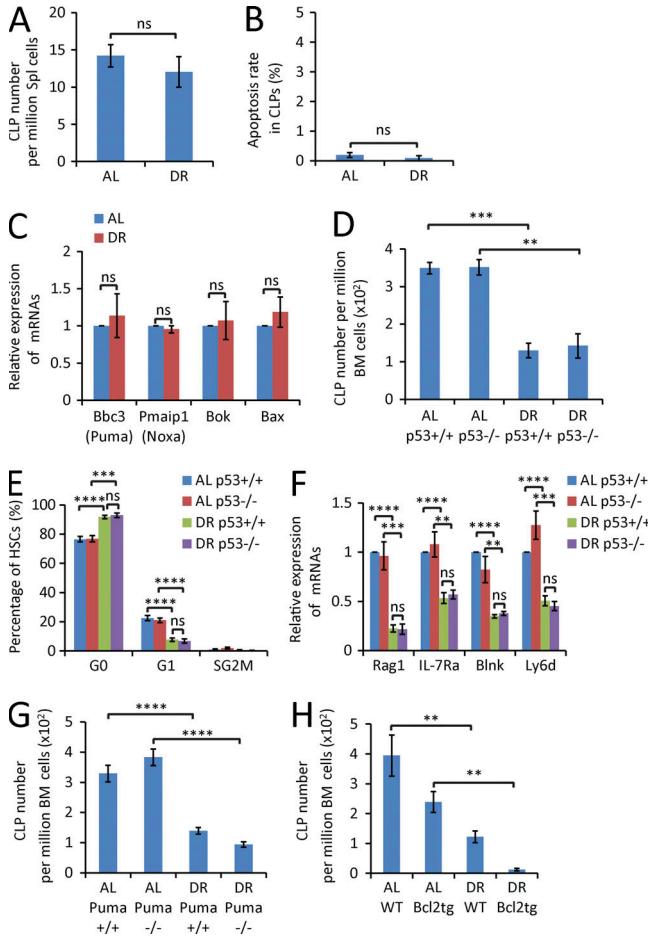 A
CLP number
per million Spl cells
20
15
10
5
0
ns
AL
DR
B
Apoptosis rate
in CLPs (%)
5
4
3
2
1
0
ns
AL
DR
C
AL
DR
Relative expression
of mRNAs
2
1.5
1
0.5
0
ns
ns
ns
ns
Bbc3
(Puma)
Pmaip1
(Noxa)
Bok
Bax
D
CLP number per million
BM cells (x10²)
4
3
2
1
0
***
**
AL
p53+/+
AL
p53-/-
DR
p53+/+
DR
p53-/-
E
Percentage of HSCs (%)
100
80
60
40
20
0
***
****
ns
****
****
ns
AL p53+/+
AL p53-/-
DR p53+/+
DR p53-/-
G0
G1
SG2M
F
Relative expression
of mRNAs
1.5
1
0.5
0
****
***
ns
****
**
ns
****
**
ns
****
***
ns
AL p53+/+
AL p53-/-
DR p53+/+
DR p53-/-
Rag1
IL-7Ra
Blnk
Ly6d
G
CLP number
per million BM cells (x10²)
5
4
3
2
1
0
****
****
AL
Puma
+/+
AL
Puma
-/-
DR
Puma
+/+
DR
Puma
-/-
H
CLP number
per million BM cells (x10²)
5
4
3
2
1
0
**
**
AL
WT
AL
Bcl2tg
DR
WT
DR
Bcl2tg